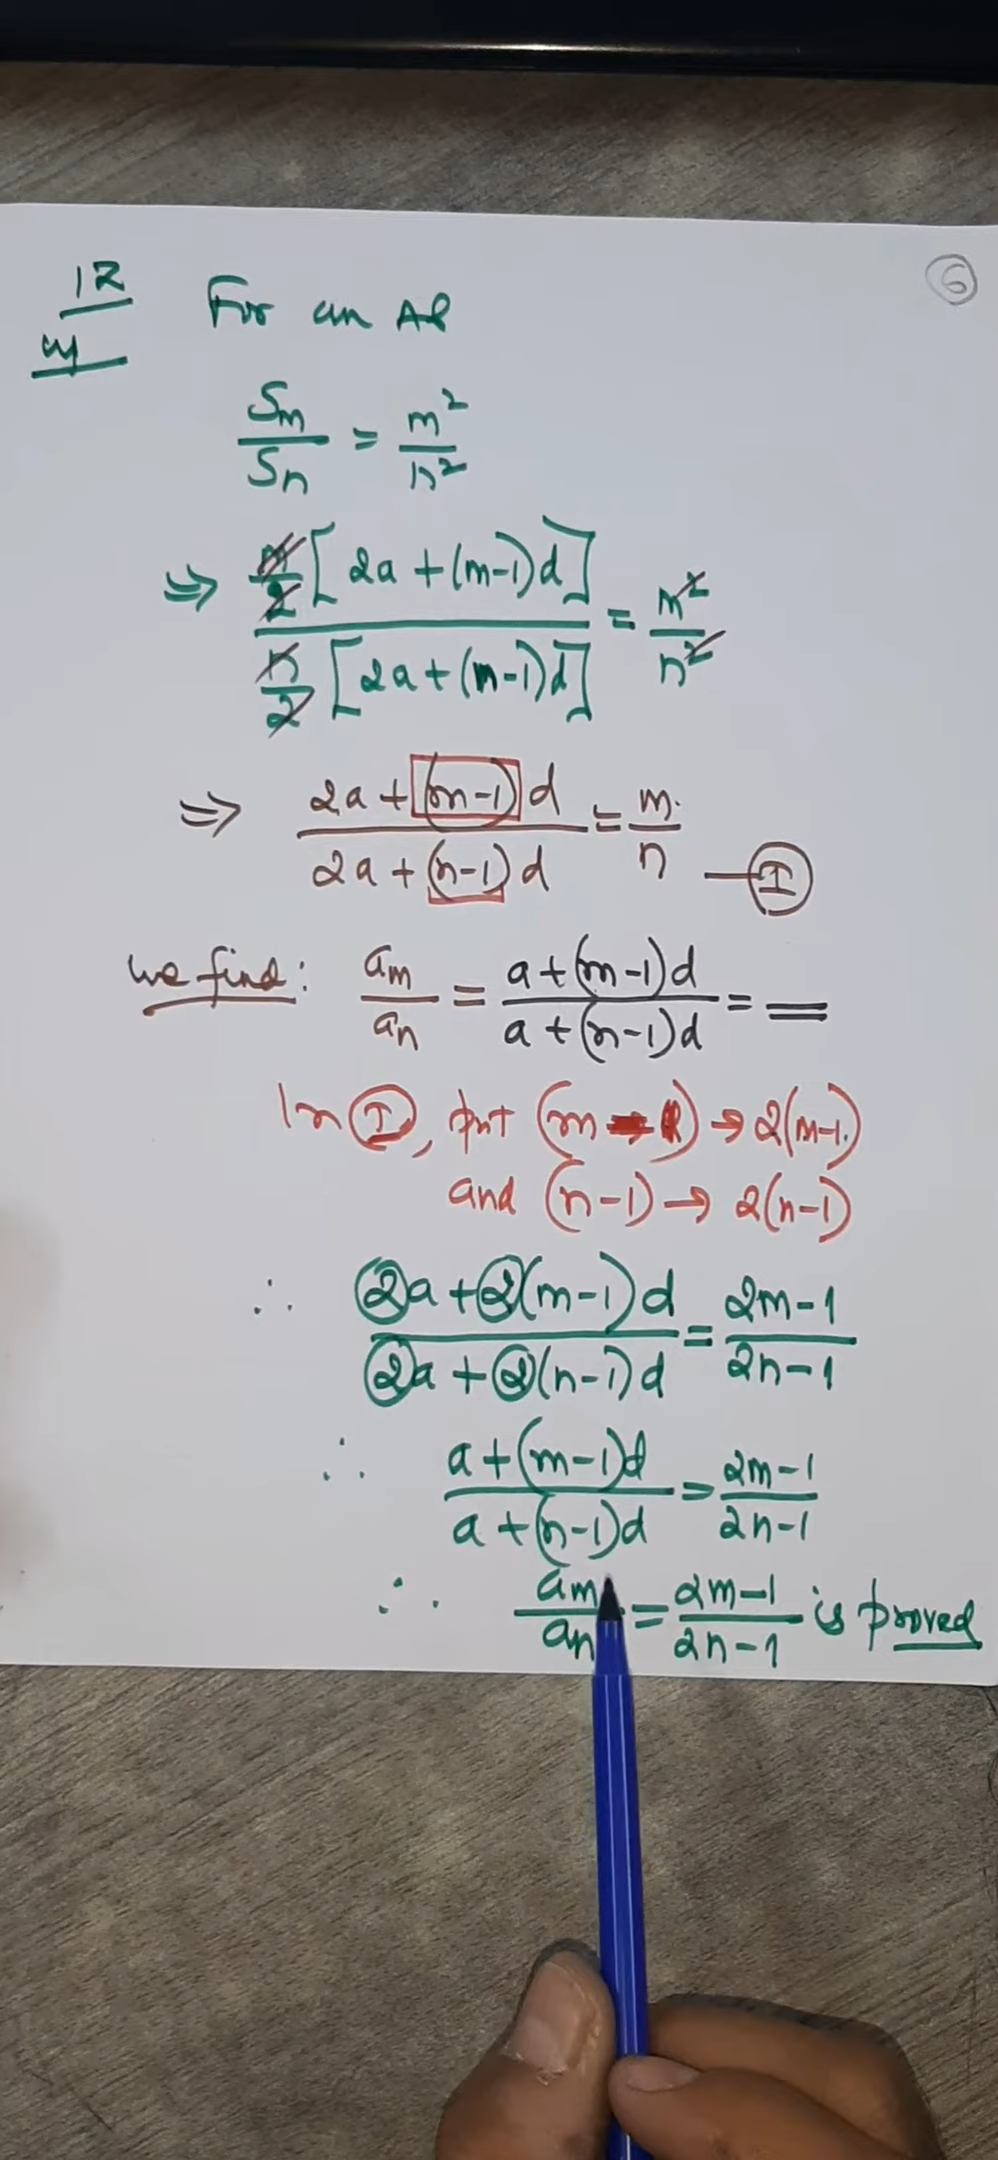 6
12
For an AP
Sm/Sn = m²/n²
⇒ m/2[2a+(m-1)d] / n/2[2a+(m-1)d] = m²/n²
⇒ 2a+(m-1)d / 2a+(n-1)d = m/n — I
we find: am/an = a+(m-1)d / a+(n-1)d = —
In I, put (m-1) → 2(m-1)
and (n-1) → 2(n-1)
∴ 2a+2(m-1)d / 2a+2(n-1)d = 2m-1 / 2n-1
∴ a+(m-1)d / a+(n-1)d = 2m-1 / 2n-1
∴ am/an = 2m-1 / 2n-1 is proved